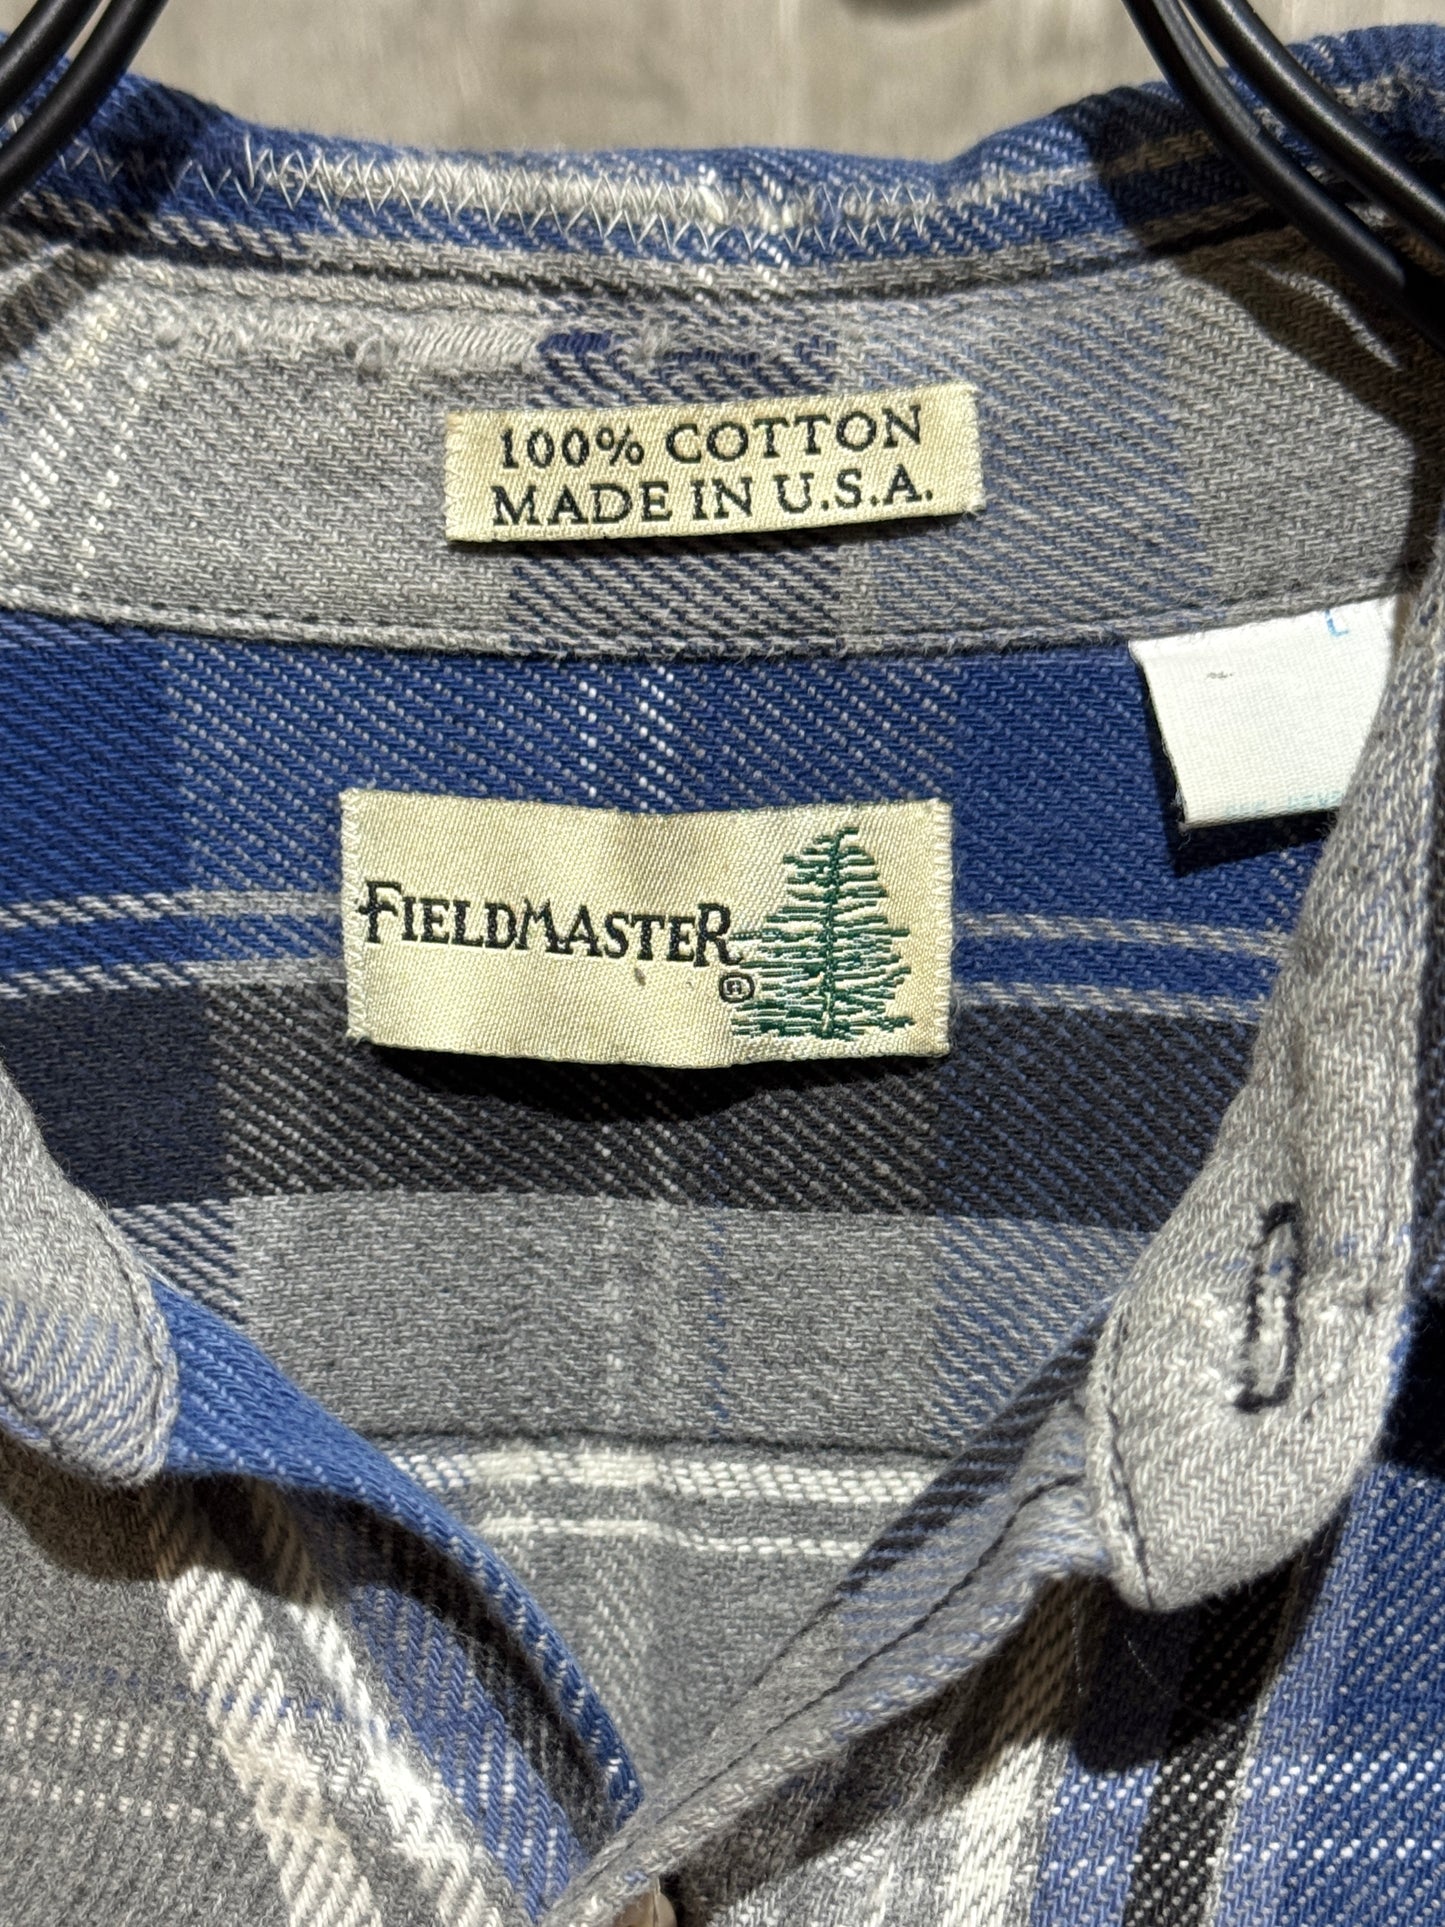 100% COTTON
MADE IN U.S.A.
L
FIELDMASTER
®